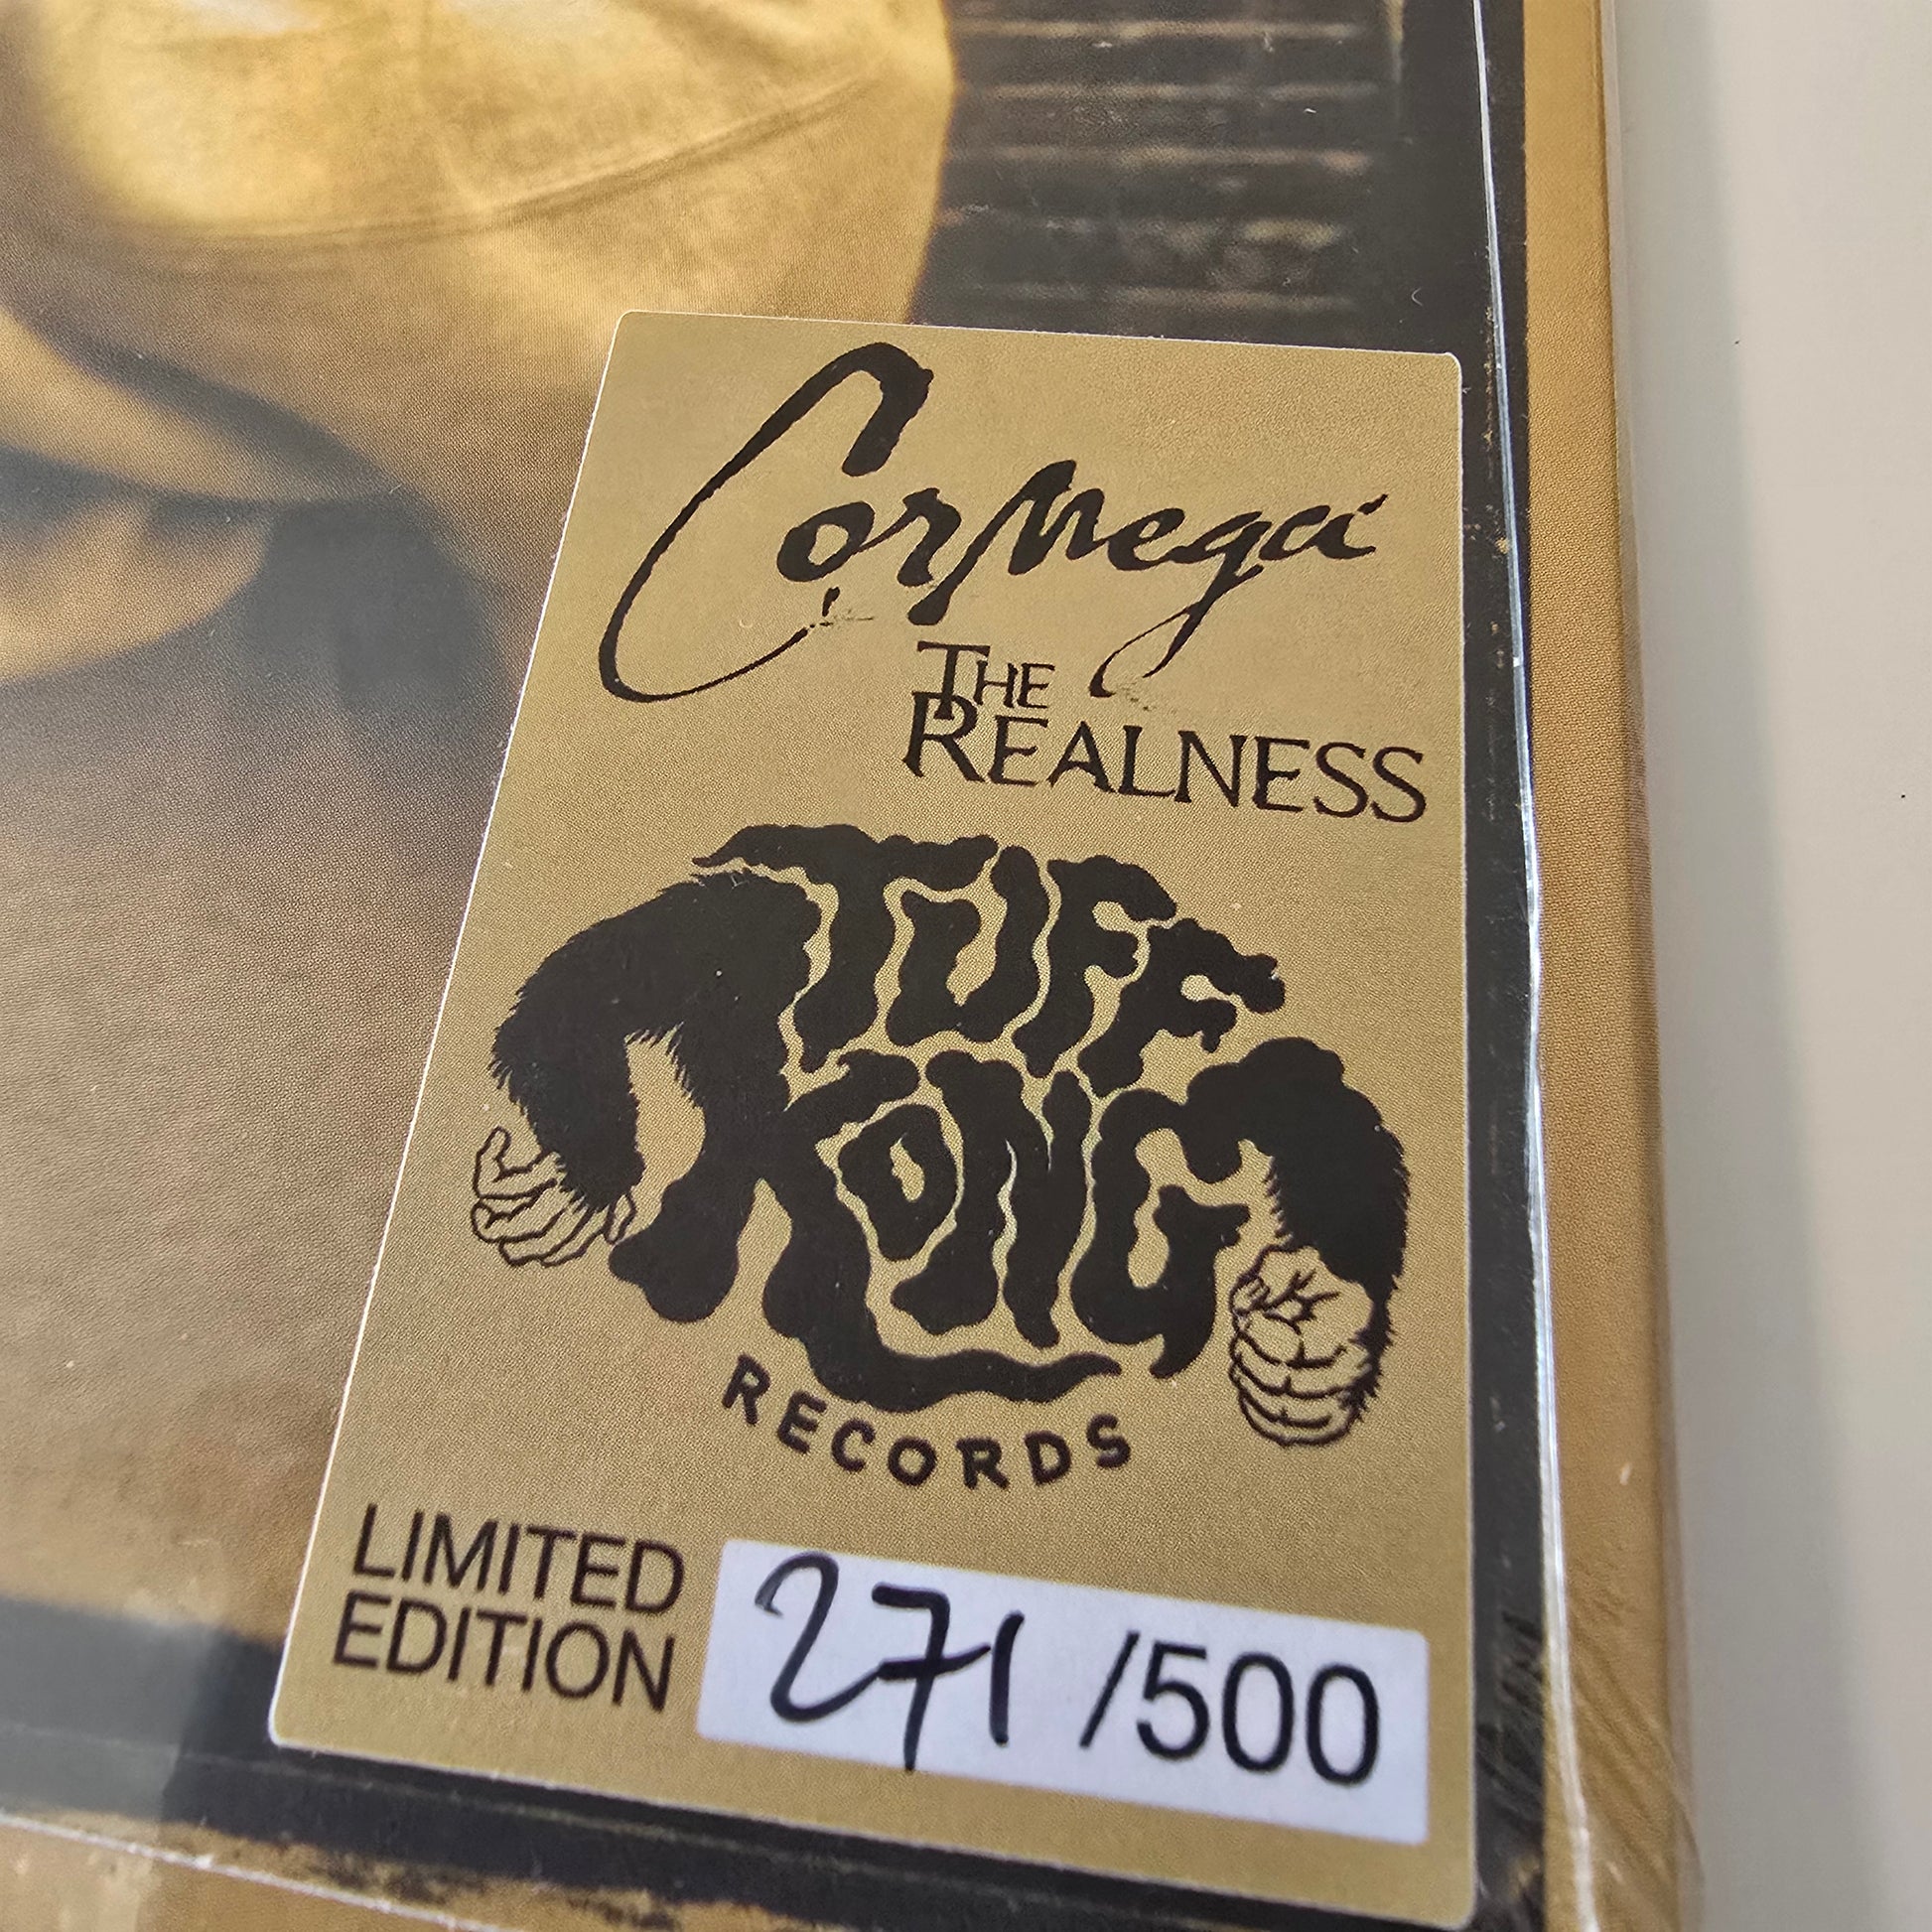 CorMega
THE
REALNESS
TUFF
KONG
RECORDS
LIMITED
EDITION
271 /500